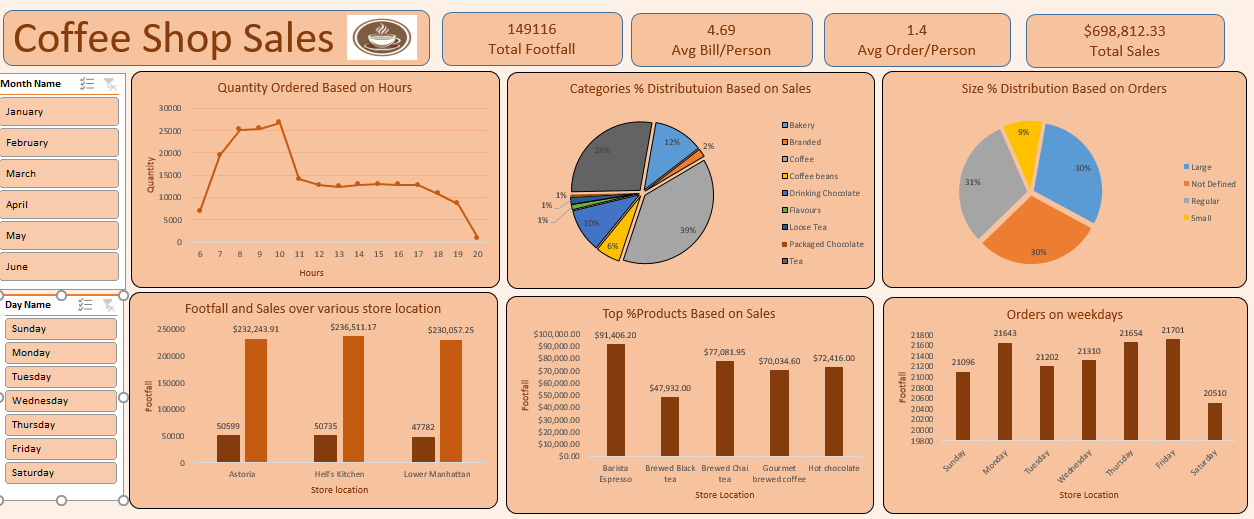 Coffee Shop Sales
149116
Total Footfall
4.69
Avg Bill/Person
1.4
Avg Order/Person
$698,812.33
Total Sales
Month Name
January
February
March
April
May
June
Day Name
Sunday
Monday
Tuesday
Wednesday
Thursday
Friday
Saturday
Quantity Ordered Based on Hours
Quantity
30000
25000
20000
15000
10000
5000
0
6 7 8 9 10 11 12 13 14 15 16 17 18 19 20
Hours
Categories % Distributuion Based on Sales
12%
2%
39%
6%
10%
1%
1%
1%
28%
Bakery
Branded
Coffee
Coffee beans
Drinking Chocolate
Flavours
Loose Tea
Packaged Chocolate
Tea
Size % Distribution Based on Orders
9%
30%
30%
31%
Large
Not Defined
Regular
Small
Footfall and Sales over various store location
Footfall
250000
200000
150000
100000
50000
0
$232,243.91
$236,511.17
$230,057.25
50599
50735
47782
Astoria
Hell's Kitchen
Lower Manhattan
Store location
Top %Products Based on Sales
Footfall
$100,000.00
$90,000.00
$80,000.00
$70,000.00
$60,000.00
$50,000.00
$40,000.00
$30,000.00
$20,000.00
$10,000.00
$0.00
$91,406.20
$47,932.00
$77,081.95
$70,034.60
$72,416.00
Barista
Espresso
Brewed Black
tea
Brewed Chai
tea
Gourmet
brewed coffee
Hot chocolate
Store Location
Orders on weekdays
Footfall
21800
21600
21400
21200
21000
20800
20600
20400
20200
20000
19800
21096
21643
21202
21310
21654
21701
20510
Sunday
Monday
Tuesday
Wednesday
Thursday
Friday
Saturday
Store Location